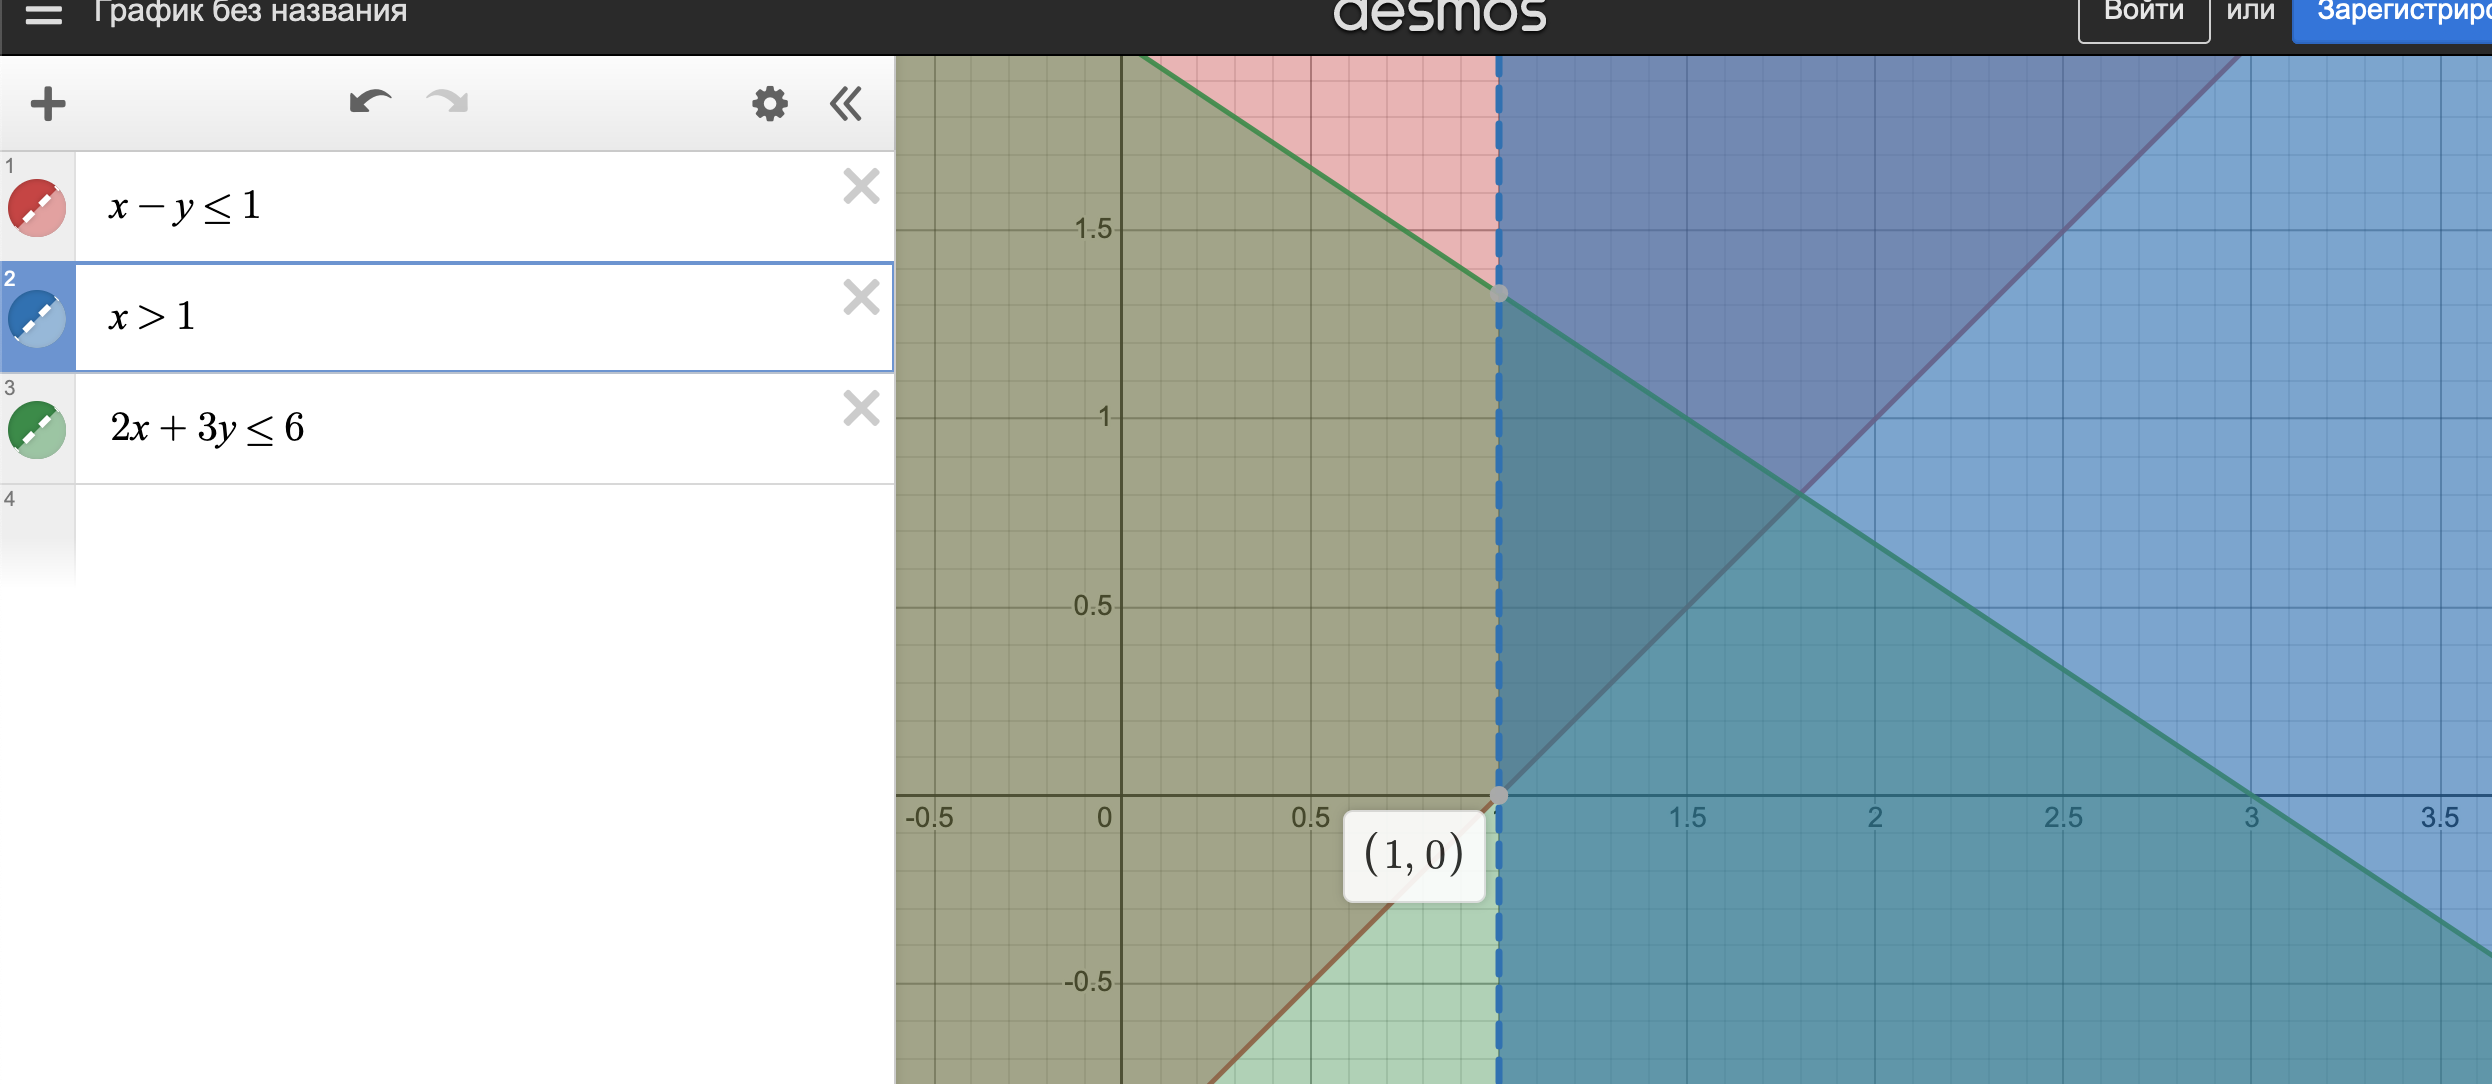 График без названия
desmos
Войти или Зарегистриро
1
x − y ≤ 1
2
x > 1
3
2x + 3y ≤ 6
4
1.5
1
0.5
-0.5 0 0.5 1.5 2 2.5 3 3.5
(1, 0)
-0.5